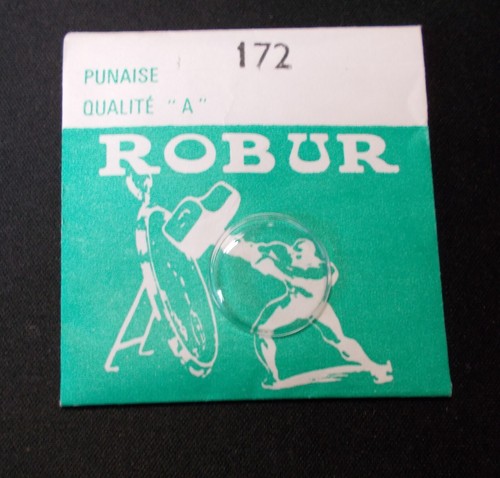 172
PUNAISE
QUALITÉ "A"
ROBUR